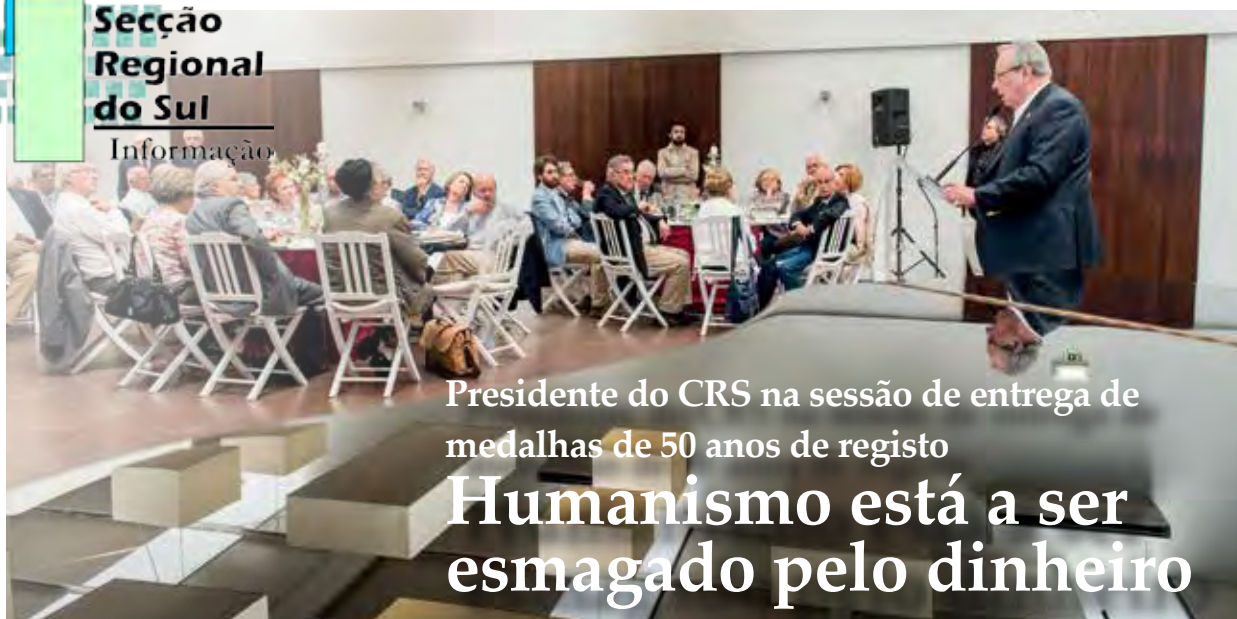 Secção
Regional
do Sul
Informação
Presidente do CRS na sessão de entrega de
medalhas de 50 anos de registo
Humanismo está a ser
esmagado pelo dinheiro